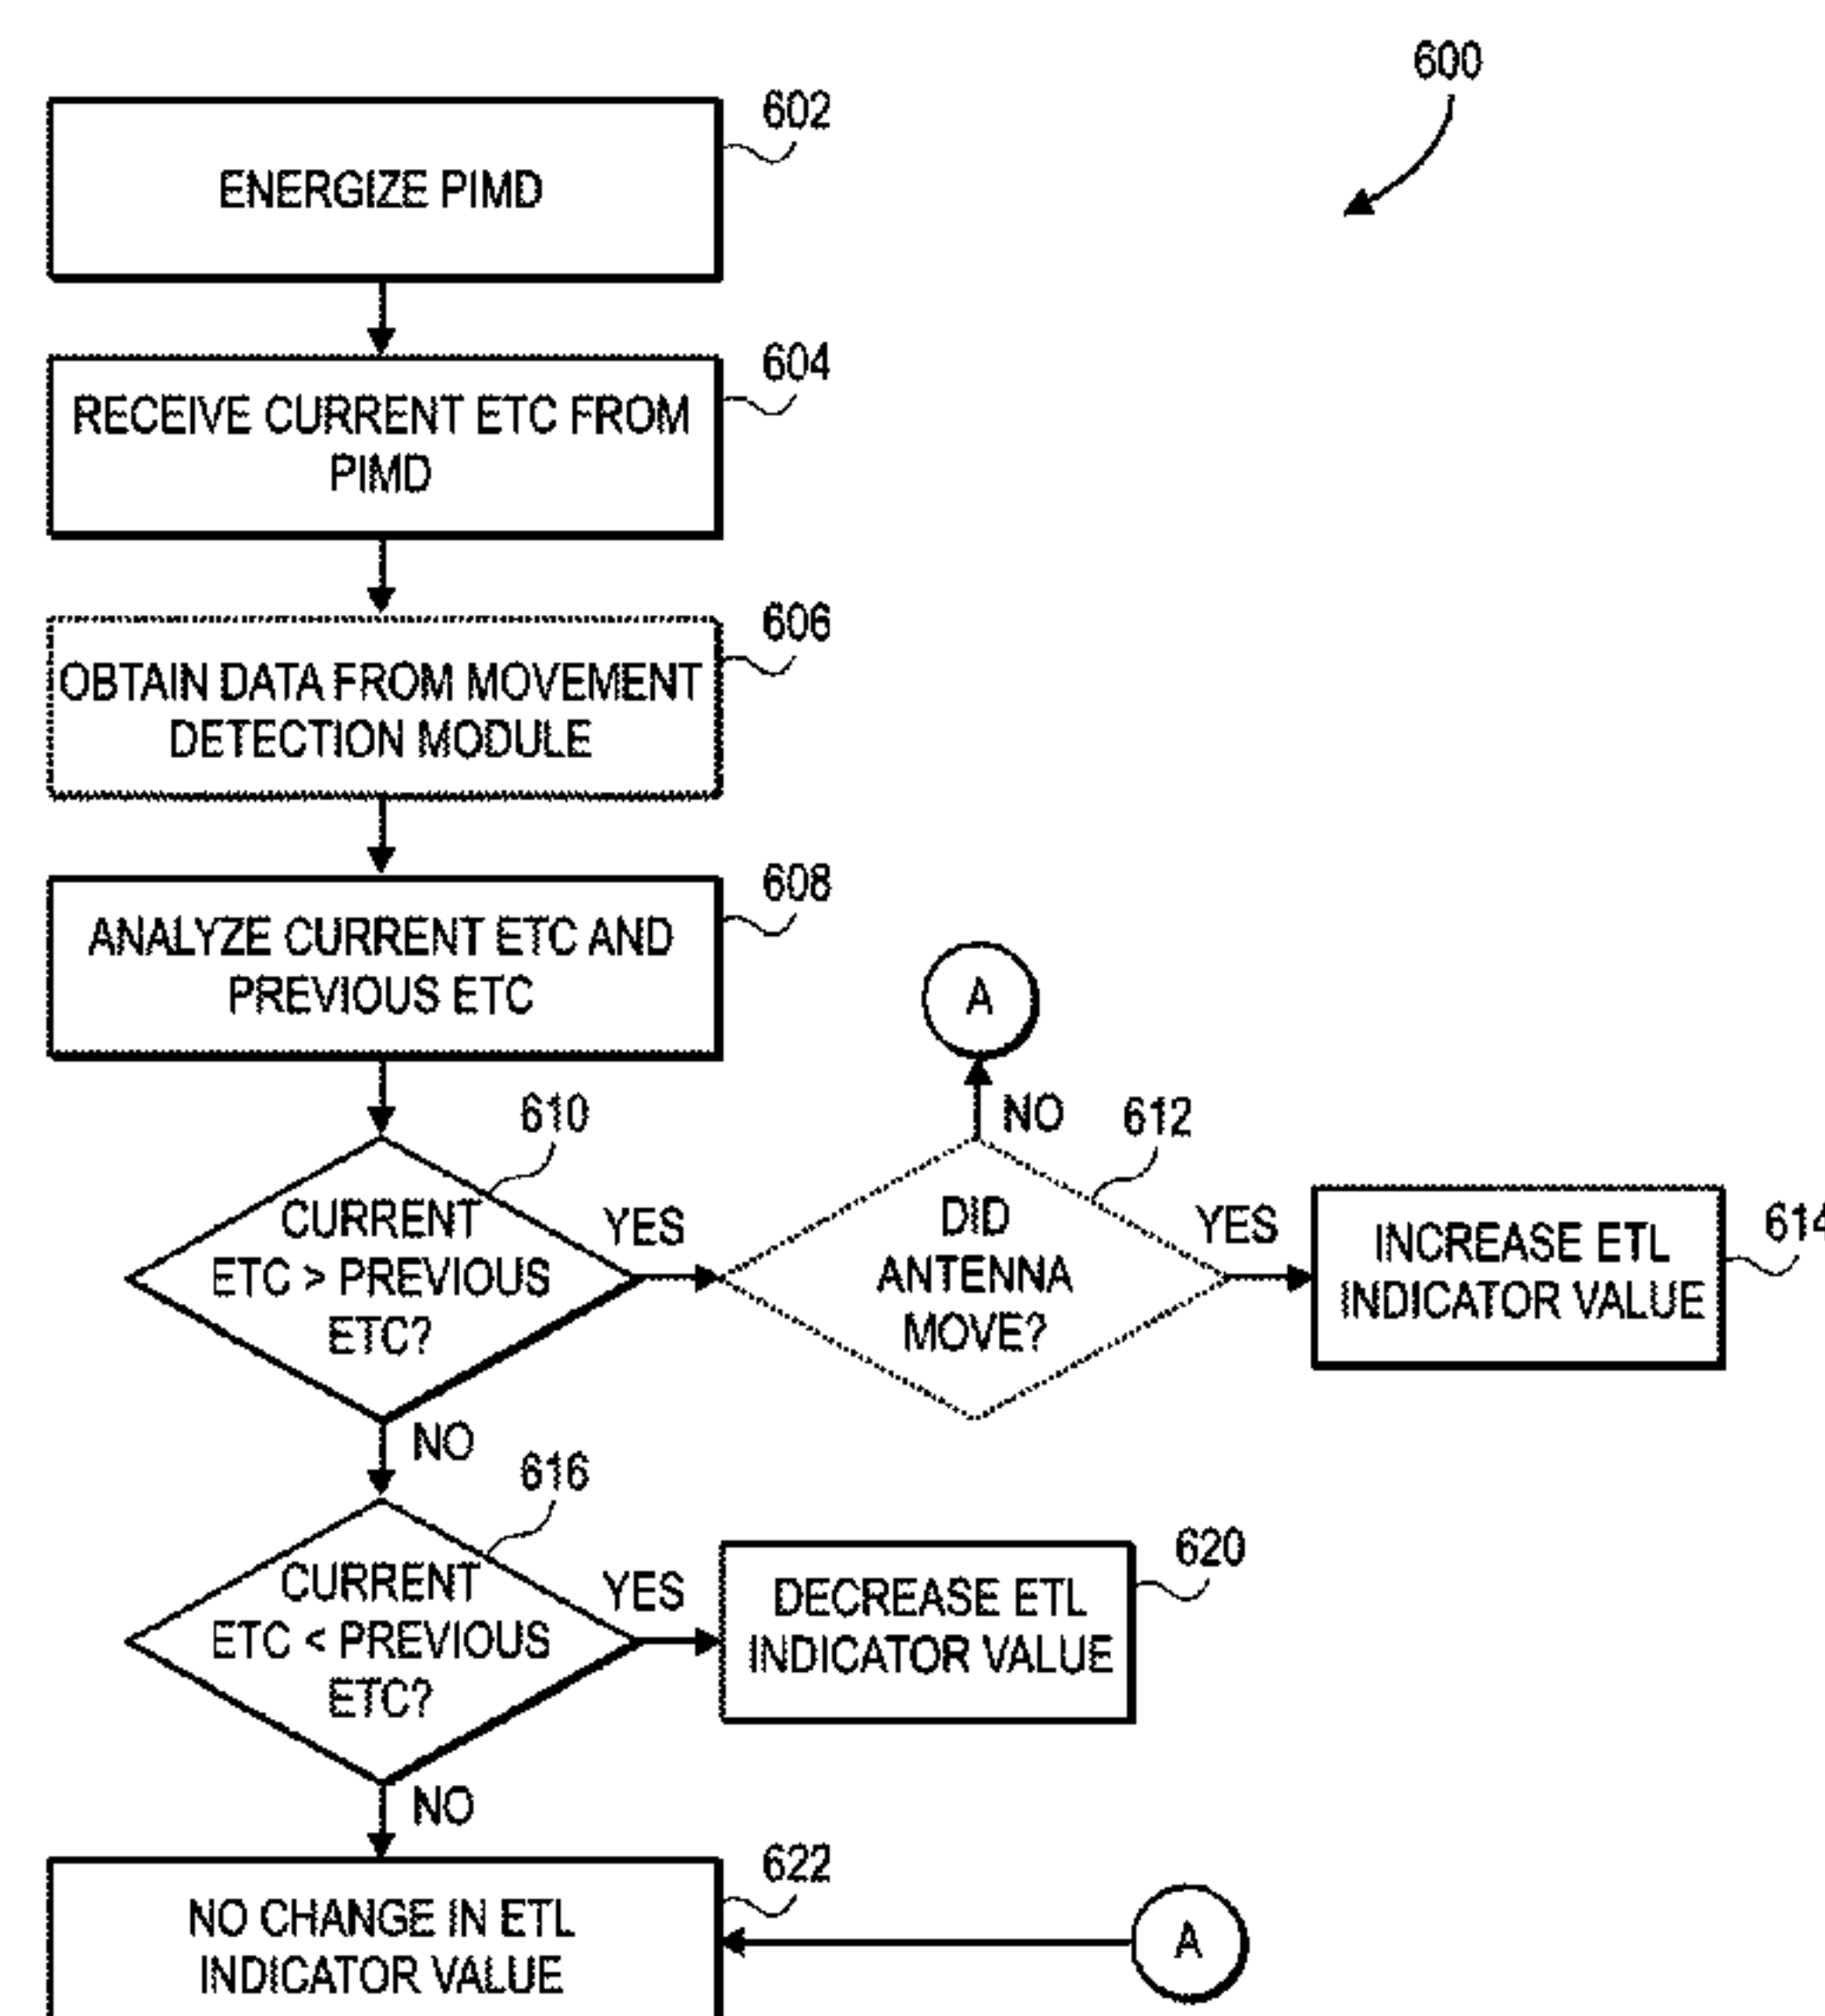 600
602
ENERGIZE PIMD
604
RECEIVE CURRENT ETC FROM
PIMD
606
OBTAIN DATA FROM MOVEMENT
DETECTION MODULE
608
ANALYZE CURRENT ETC AND
PREVIOUS ETC
A
610
CURRENT
ETC > PREVIOUS
ETC?
YES
NO
612
DID
ANTENNA
MOVE?
YES
614
INCREASE ETL
INDICATOR VALUE
NO
616
CURRENT
ETC < PREVIOUS
ETC?
YES
620
DECREASE ETL
INDICATOR VALUE
NO
622
NO CHANGE IN ETL
INDICATOR VALUE
A